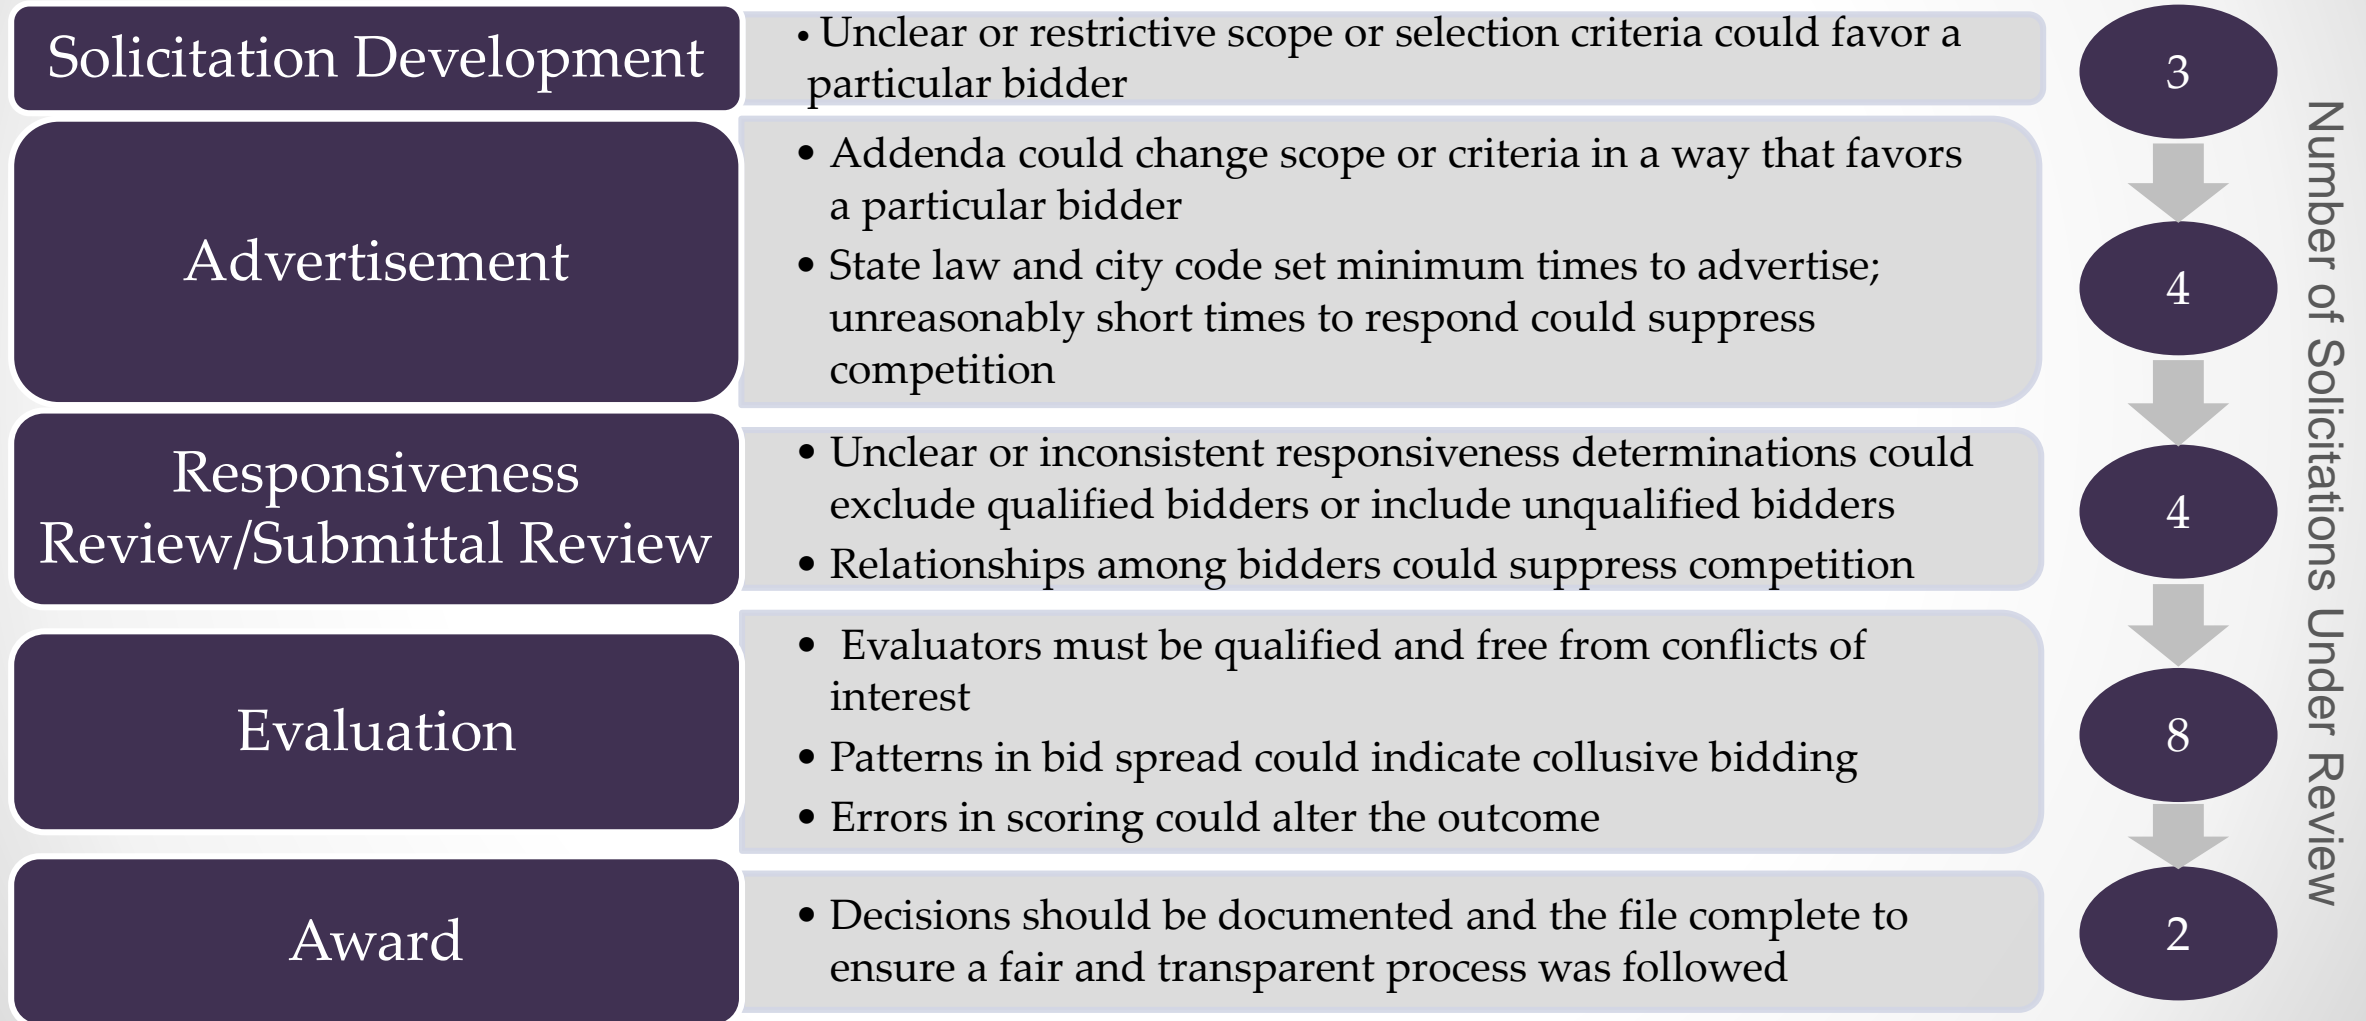 Solicitation Development
• Unclear or restrictive scope or selection criteria could favor a
particular bidder
3
Advertisement
• Addenda could change scope or criteria in a way that favors
a particular bidder
• State law and city code set minimum times to advertise;
unreasonably short times to respond could suppress
competition
4
Responsiveness
Review/Submittal Review
• Unclear or inconsistent responsiveness determinations could
exclude qualified bidders or include unqualified bidders
• Relationships among bidders could suppress competition
4
Evaluation
• Evaluators must be qualified and free from conflicts of
interest
• Patterns in bid spread could indicate collusive bidding
• Errors in scoring could alter the outcome
8
Award
• Decisions should be documented and the file complete to
ensure a fair and transparent process was followed
2
Number of Solicitations Under Review